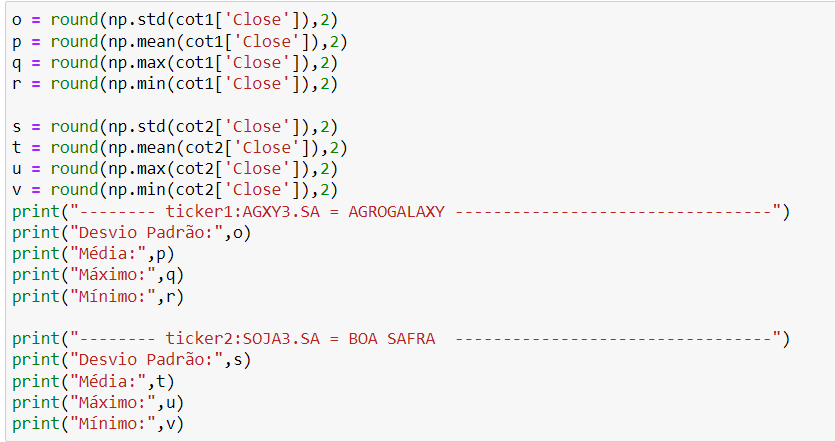 o = round(np.std(cot1['Close']),2)
p = round(np.mean(cot1['Close']),2)
q = round(np.max(cot1['Close']),2)
r = round(np.min(cot1['Close']),2)

s = round(np.std(cot2['Close']),2)
t = round(np.mean(cot2['Close']),2)
u = round(np.max(cot2['Close']),2)
v = round(np.min(cot2['Close']),2)
print("-------- ticker1:AGXY3.SA = AGROGALAXY ---------------------------------")
print("Desvio Padrão:",o)
print("Média:",p)
print("Máximo:",q)
print("Mínimo:",r)

print("-------- ticker2:SOJA3.SA = BOA SAFRA  ---------------------------------")
print("Desvio Padrão:",s)
print("Média:",t)
print("Máximo:",u)
print("Mínimo:",v)